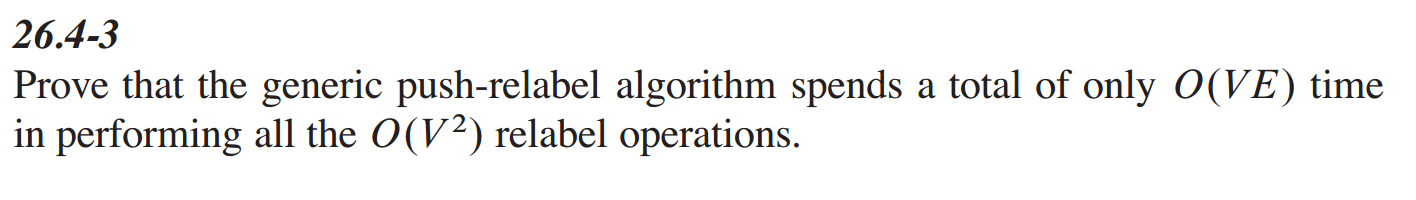 26.4-3
Prove that the generic push-relabel algorithm spends a total of only O(VE) time
in performing all the O(V²) relabel operations.